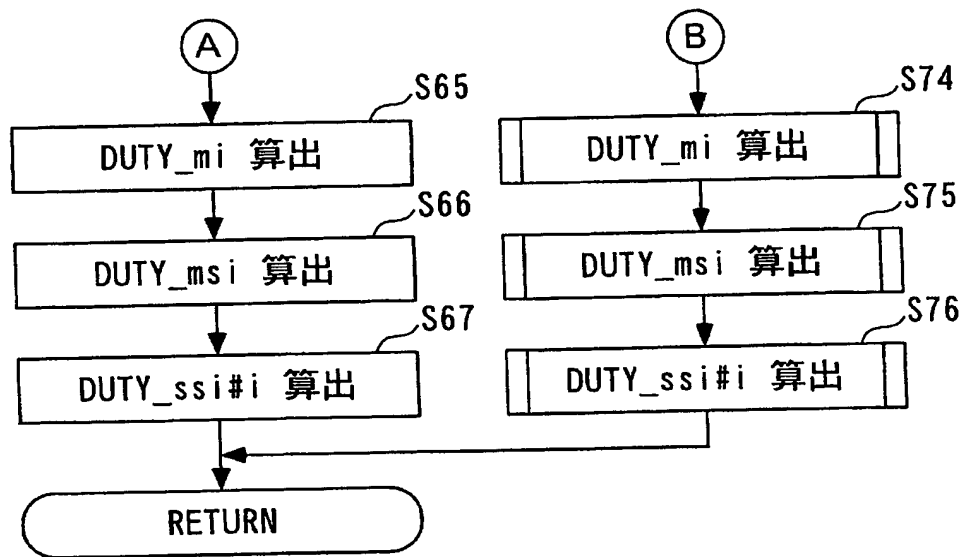 A
S65
DUTY_mi 算出
S66
DUTY_msi 算出
S67
DUTY_ssi#i 算出
RETURN
B
S74
DUTY_mi 算出
S75
DUTY_msi 算出
S76
DUTY_ssi#i 算出